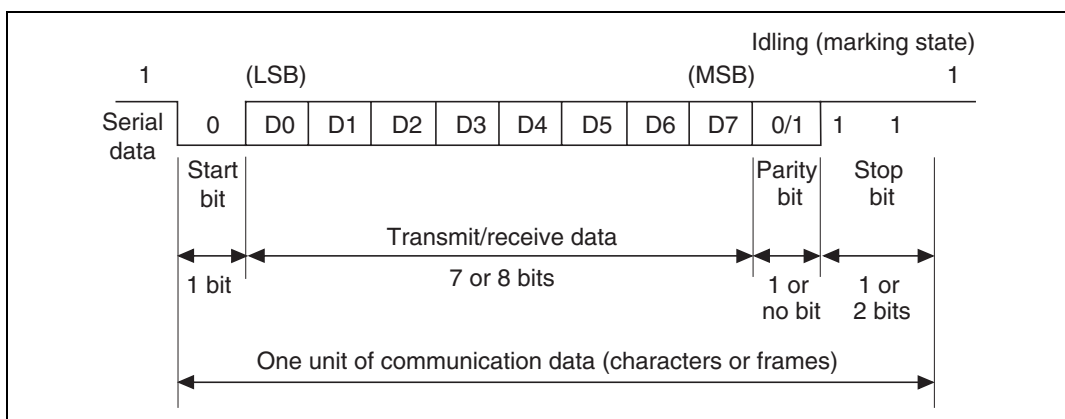 Idling (marking state)
1 (LSB) (MSB) 1
Serial data 0 D0 D1 D2 D3 D4 D5 D6 D7 0/1 1 1
Start bit
Parity bit
Stop bit
Transmit/receive data
1 bit
7 or 8 bits
1 or no bit
1 or 2 bits
One unit of communication data (characters or frames)